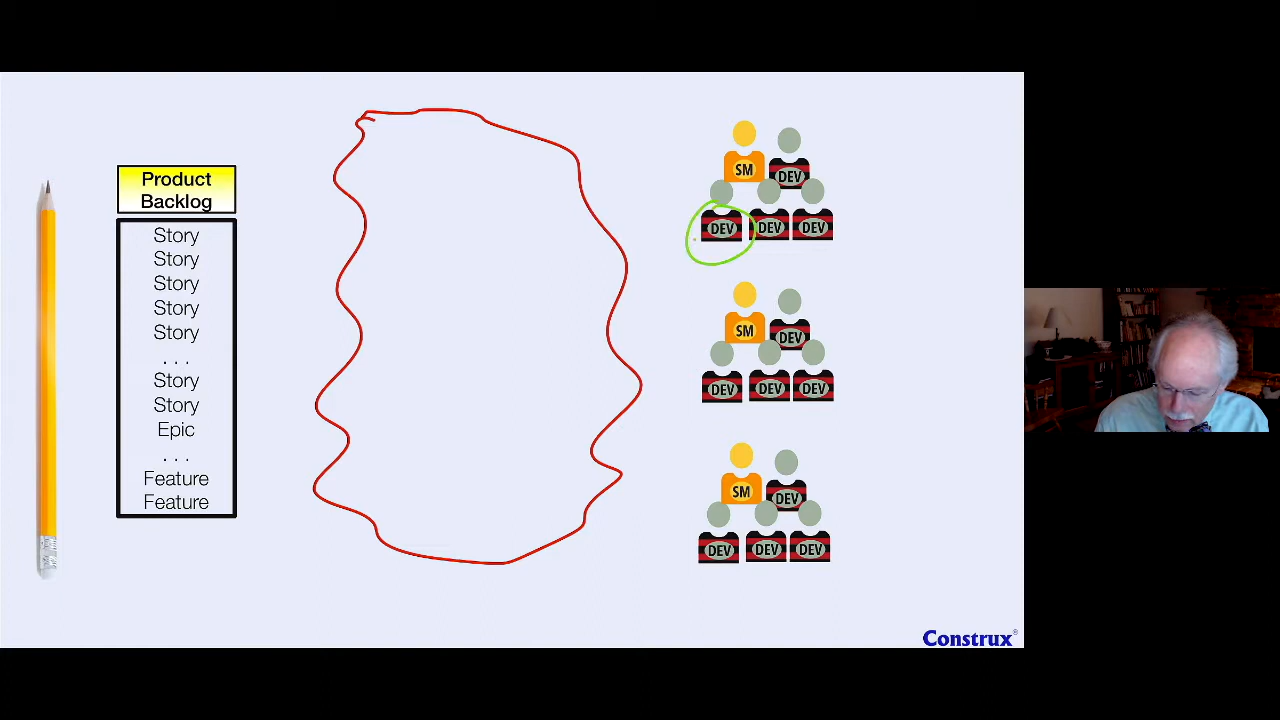 Product
Backlog
Story
Story
Story
Story
Story
. . .
Story
Story
Epic
. . .
Feature
Feature
SM
DEV
DEV
DEV
DEV
SM
DEV
DEV
DEV
DEV
SM
DEV
DEV
DEV
DEV
Construx®